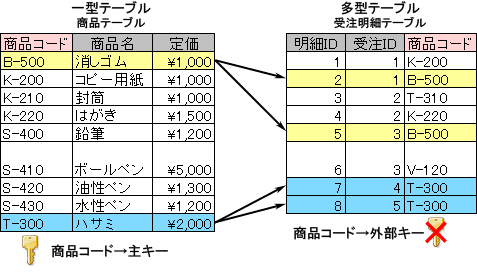 一型テーブル
商品テーブル
商品コード 商品名 定価
B-500 消しゴム ¥1,000
K-200 コピー用紙 ¥1,000
K-210 封筒 ¥1,000
K-220 はがき ¥1,500
S-400 鉛筆 ¥1,200
S-410 ボールペン ¥5,000
S-420 油性ペン ¥1,300
S-430 水性ペン ¥1,200
T-300 ハサミ ¥2,000
商品コード→主キー
多型テーブル
受注明細テーブル
明細ID 受注ID 商品コード
1 1 K-200
2 1 B-500
3 2 T-310
4 2 K-220
5 3 B-500
6 3 V-120
7 4 T-300
8 5 T-300
商品コード→外部キー